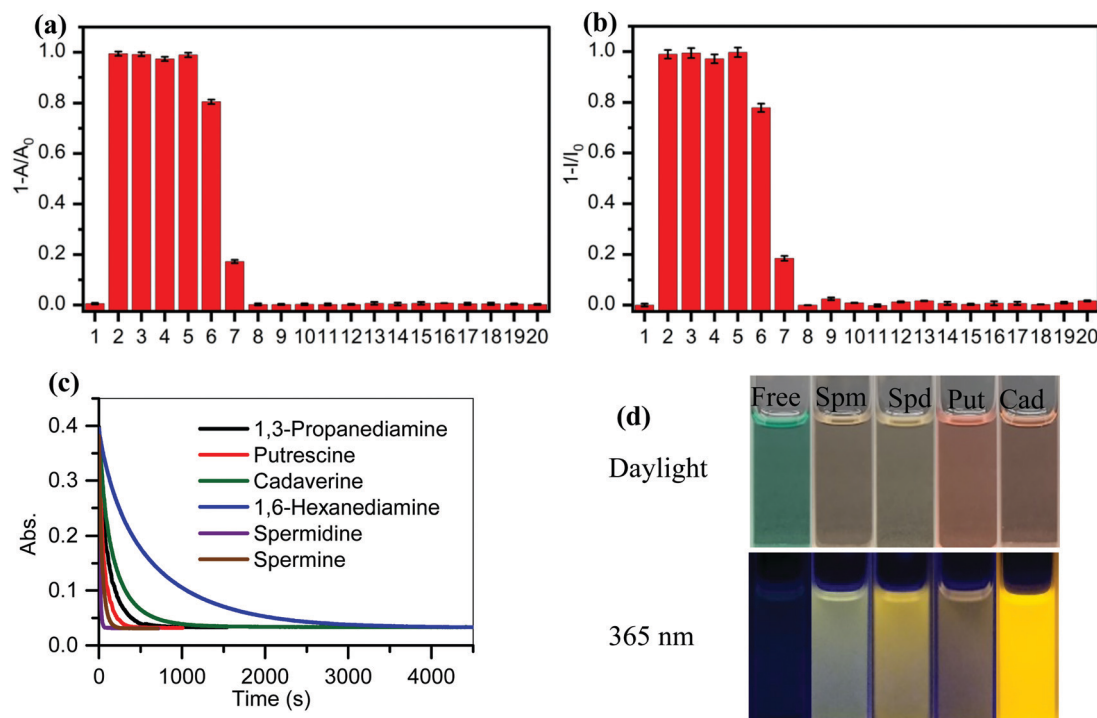 (a)
1-A/A0
1.0
0.8
0.6
0.4
0.2
0.0
1 2 3 4 5 6 7 8 9 10 11 12 13 14 15 16 17 18 19 20
(b)
1-I/I0
1.0
0.8
0.6
0.4
0.2
0.0
1 2 3 4 5 6 7 8 9 10 11 12 13 14 15 16 17 18 19 20
(c)
Abs.
0.4
0.3
0.2
0.1
0.0
1,3-Propanediamine
Putrescine
Cadaverine
1,6-Hexanediamine
Spermidine
Spermine
0 1000 2000 3000 4000
Time (s)
(d)
Free Spm Spd Put Cad
Daylight
365 nm